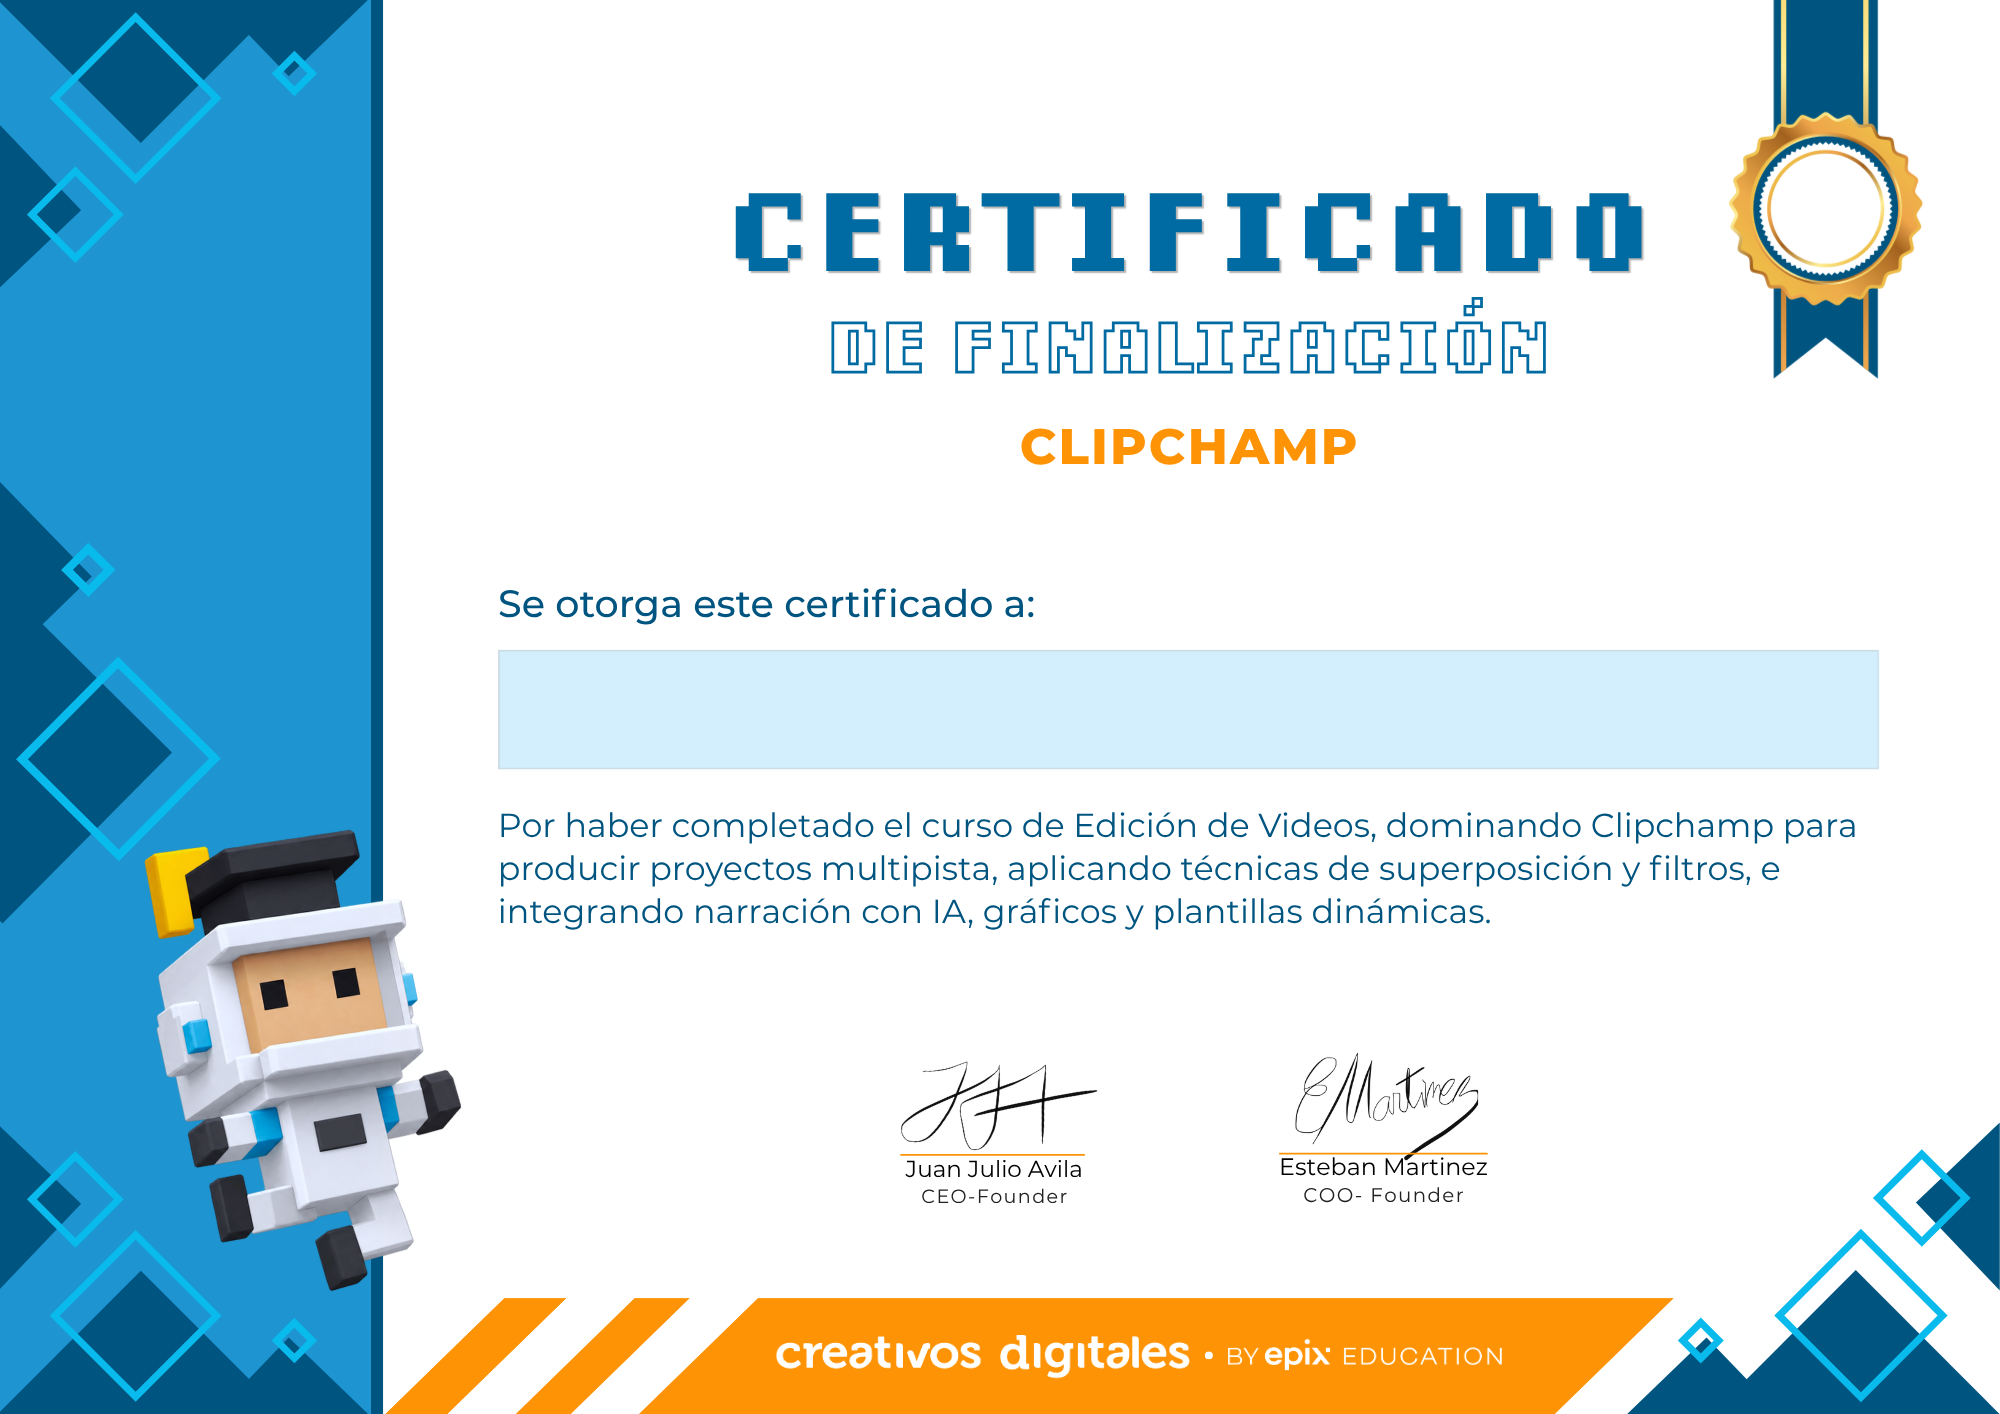 CERTIFICADO
DE FINALIZACIÓN
CLIPCHAMP
Se otorga este certificado a:
Por haber completado el curso de Edición de Videos, dominando Clipchamp para
producir proyectos multipista, aplicando técnicas de superposición y filtros, e
integrando narración con IA, gráficos y plantillas dinámicas.
JJA
EMartinez
Juan Julio Avila
Esteban Martinez
CEO-Founder
COO- Founder
creativos digitales • BY epix EDUCATION